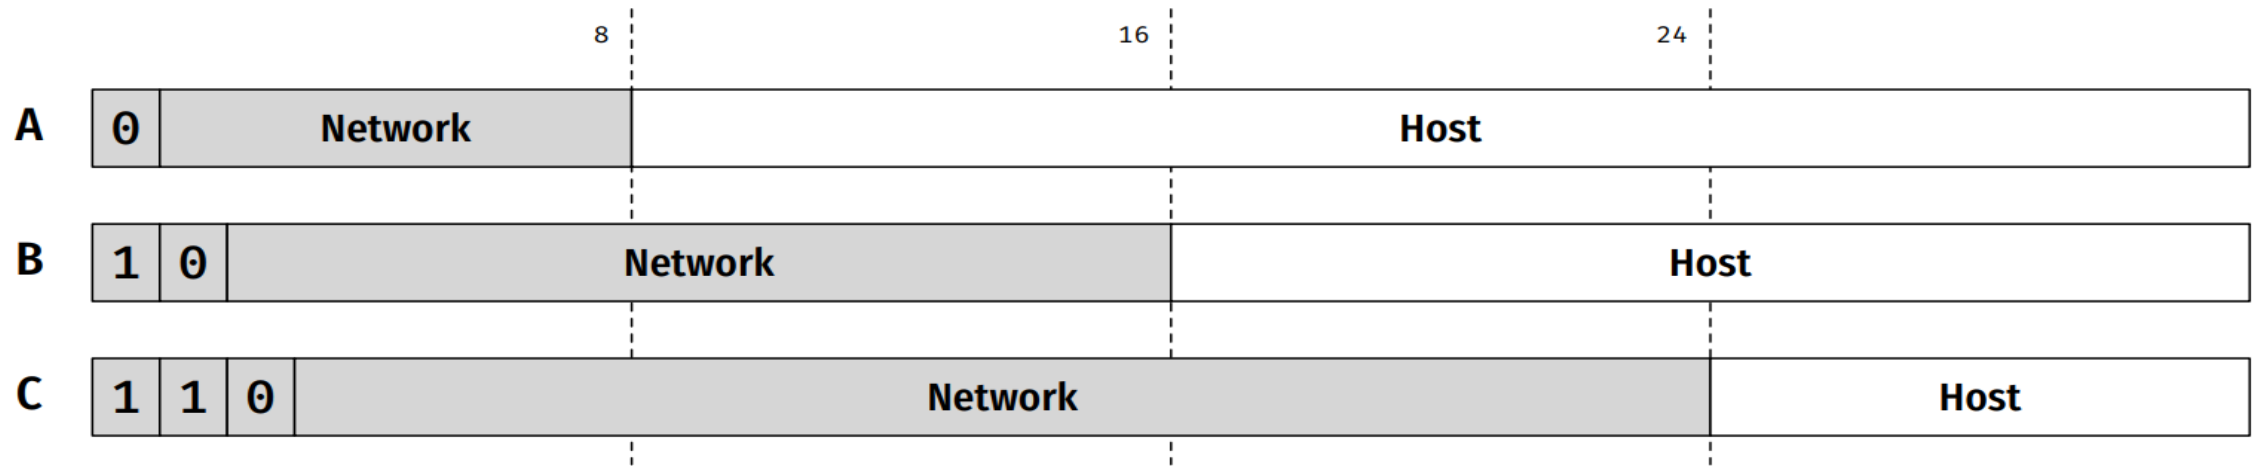 8 16 24
A 0 Network Host
B 1 0 Network Host
C 1 1 0 Network Host